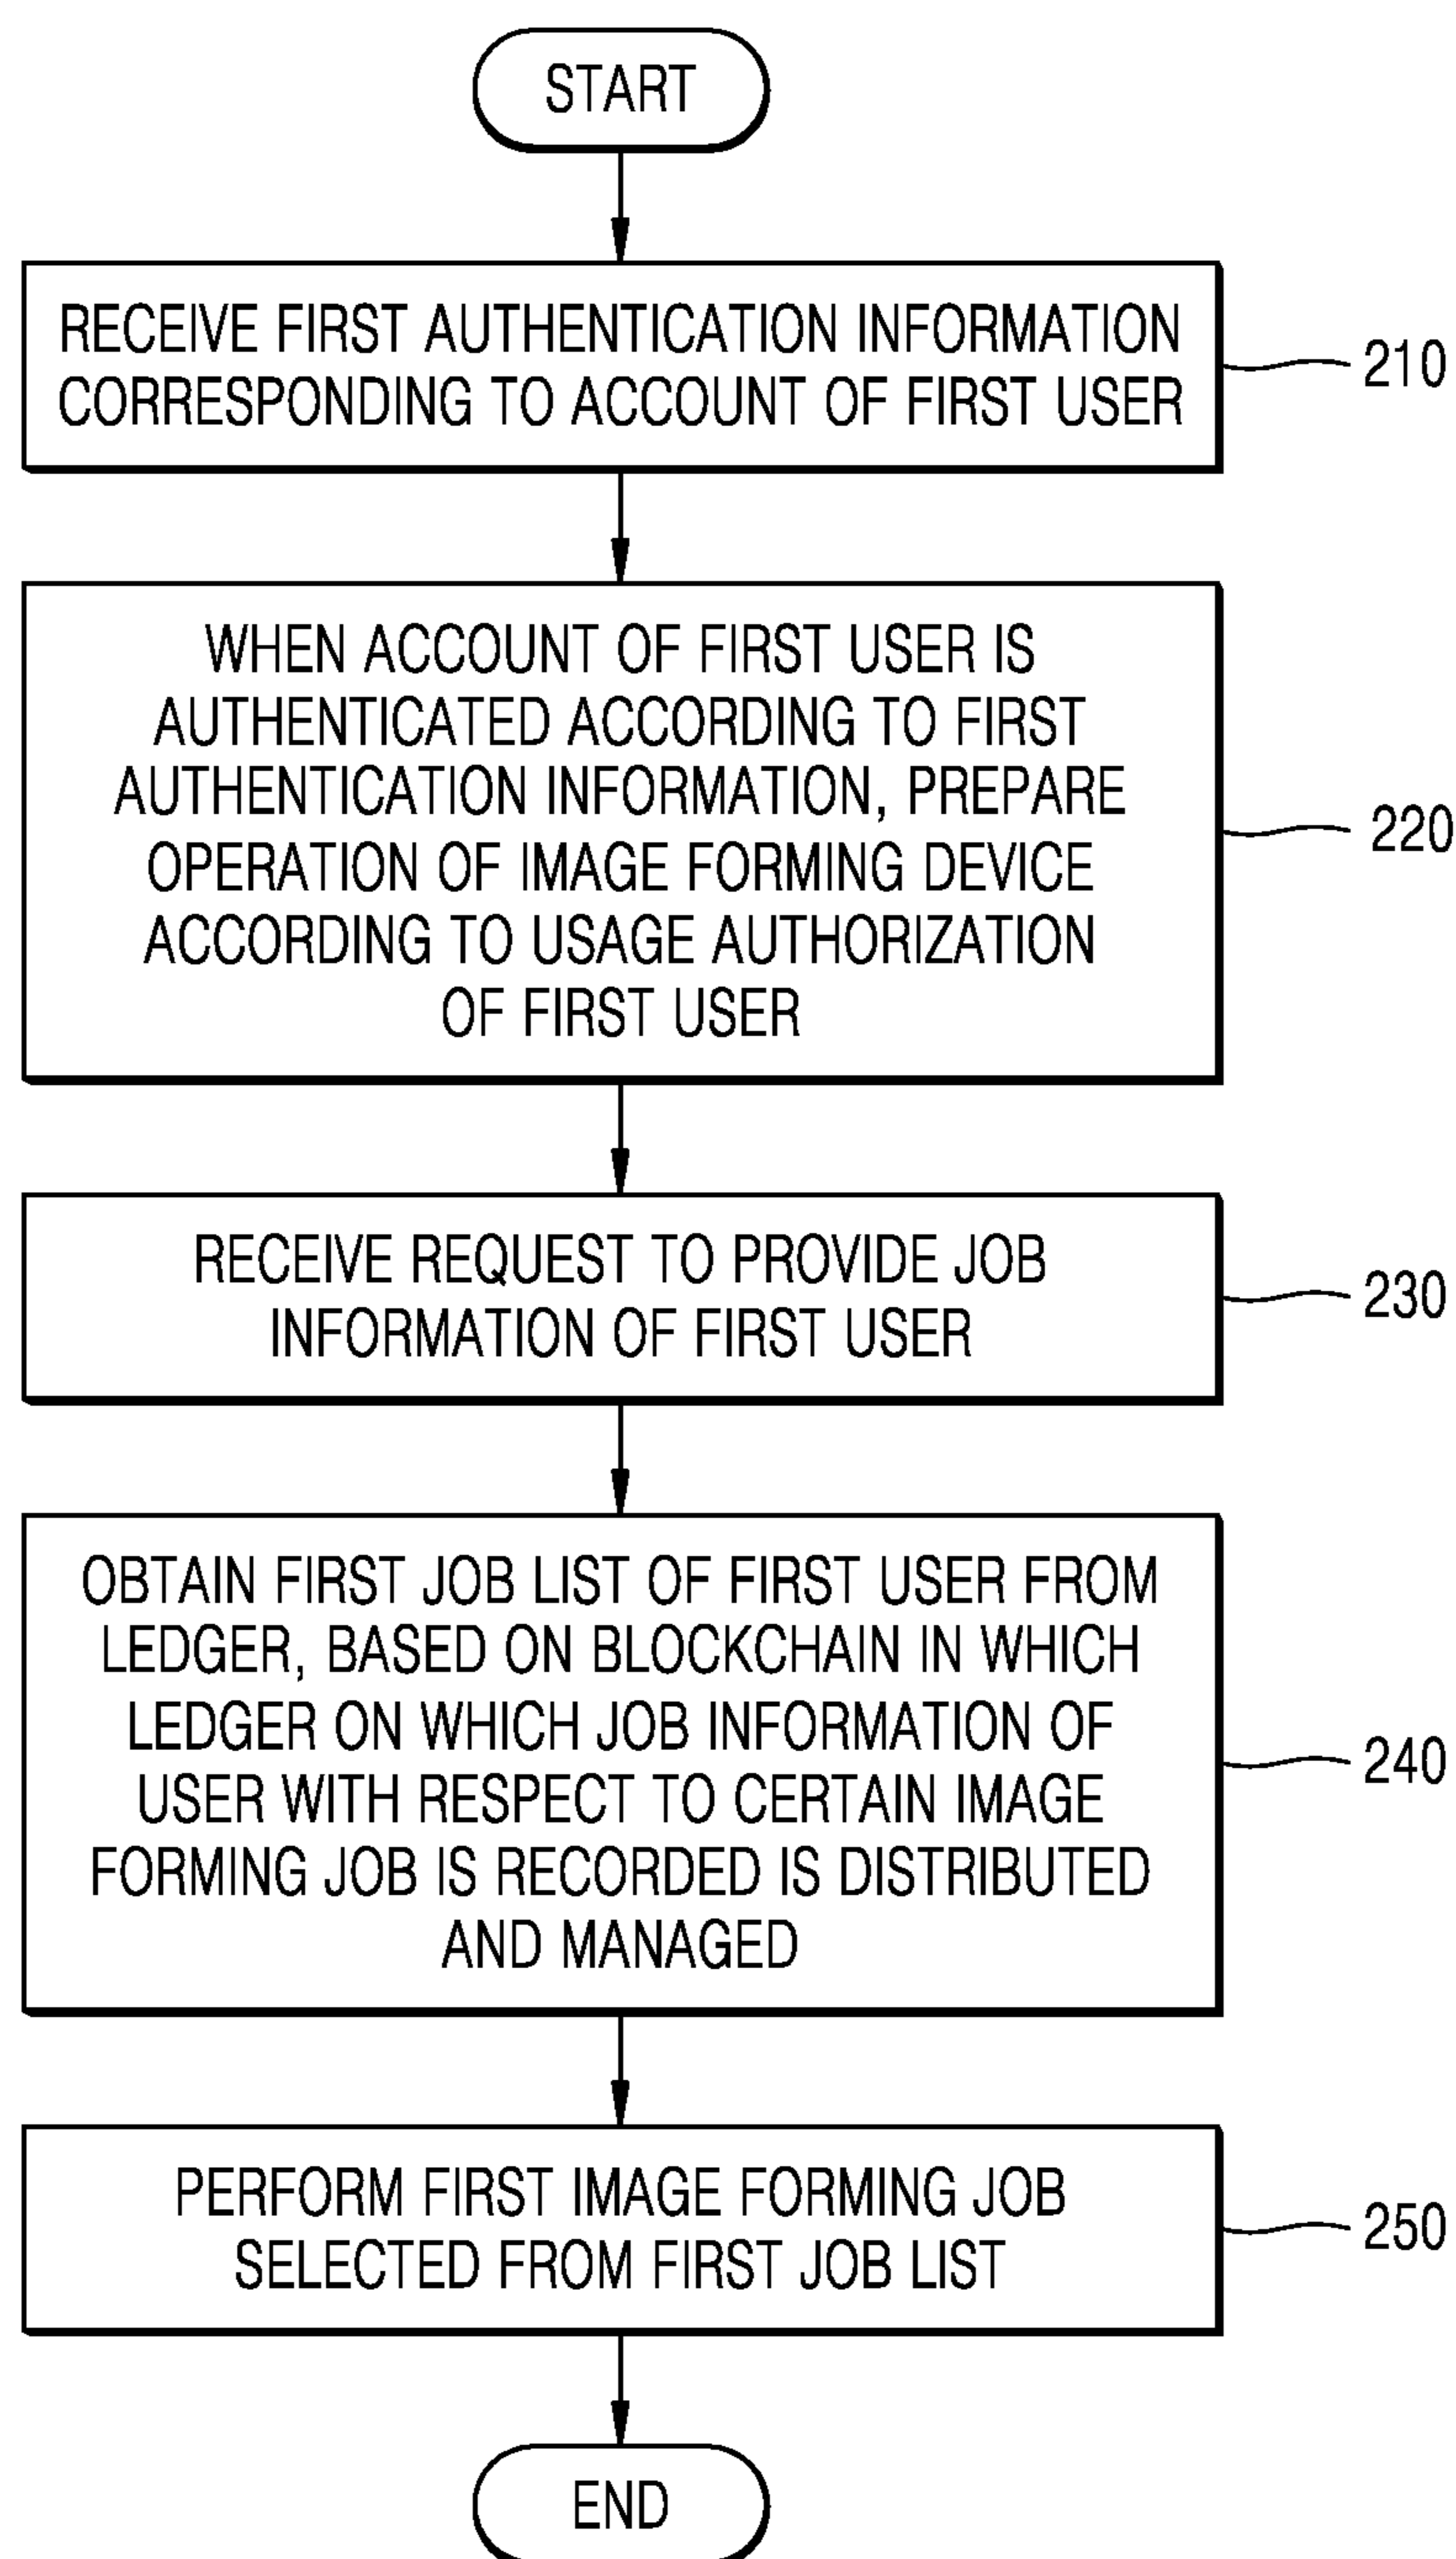 START
RECEIVE FIRST AUTHENTICATION INFORMATION
CORRESPONDING TO ACCOUNT OF FIRST USER
210
WHEN ACCOUNT OF FIRST USER IS
AUTHENTICATED ACCORDING TO FIRST
AUTHENTICATION INFORMATION, PREPARE
OPERATION OF IMAGE FORMING DEVICE
ACCORDING TO USAGE AUTHORIZATION
OF FIRST USER
220
RECEIVE REQUEST TO PROVIDE JOB
INFORMATION OF FIRST USER
230
OBTAIN FIRST JOB LIST OF FIRST USER FROM
LEDGER, BASED ON BLOCKCHAIN IN WHICH
LEDGER ON WHICH JOB INFORMATION OF
USER WITH RESPECT TO CERTAIN IMAGE
FORMING JOB IS RECORDED IS DISTRIBUTED
AND MANAGED
240
PERFORM FIRST IMAGE FORMING JOB
SELECTED FROM FIRST JOB LIST
250
END